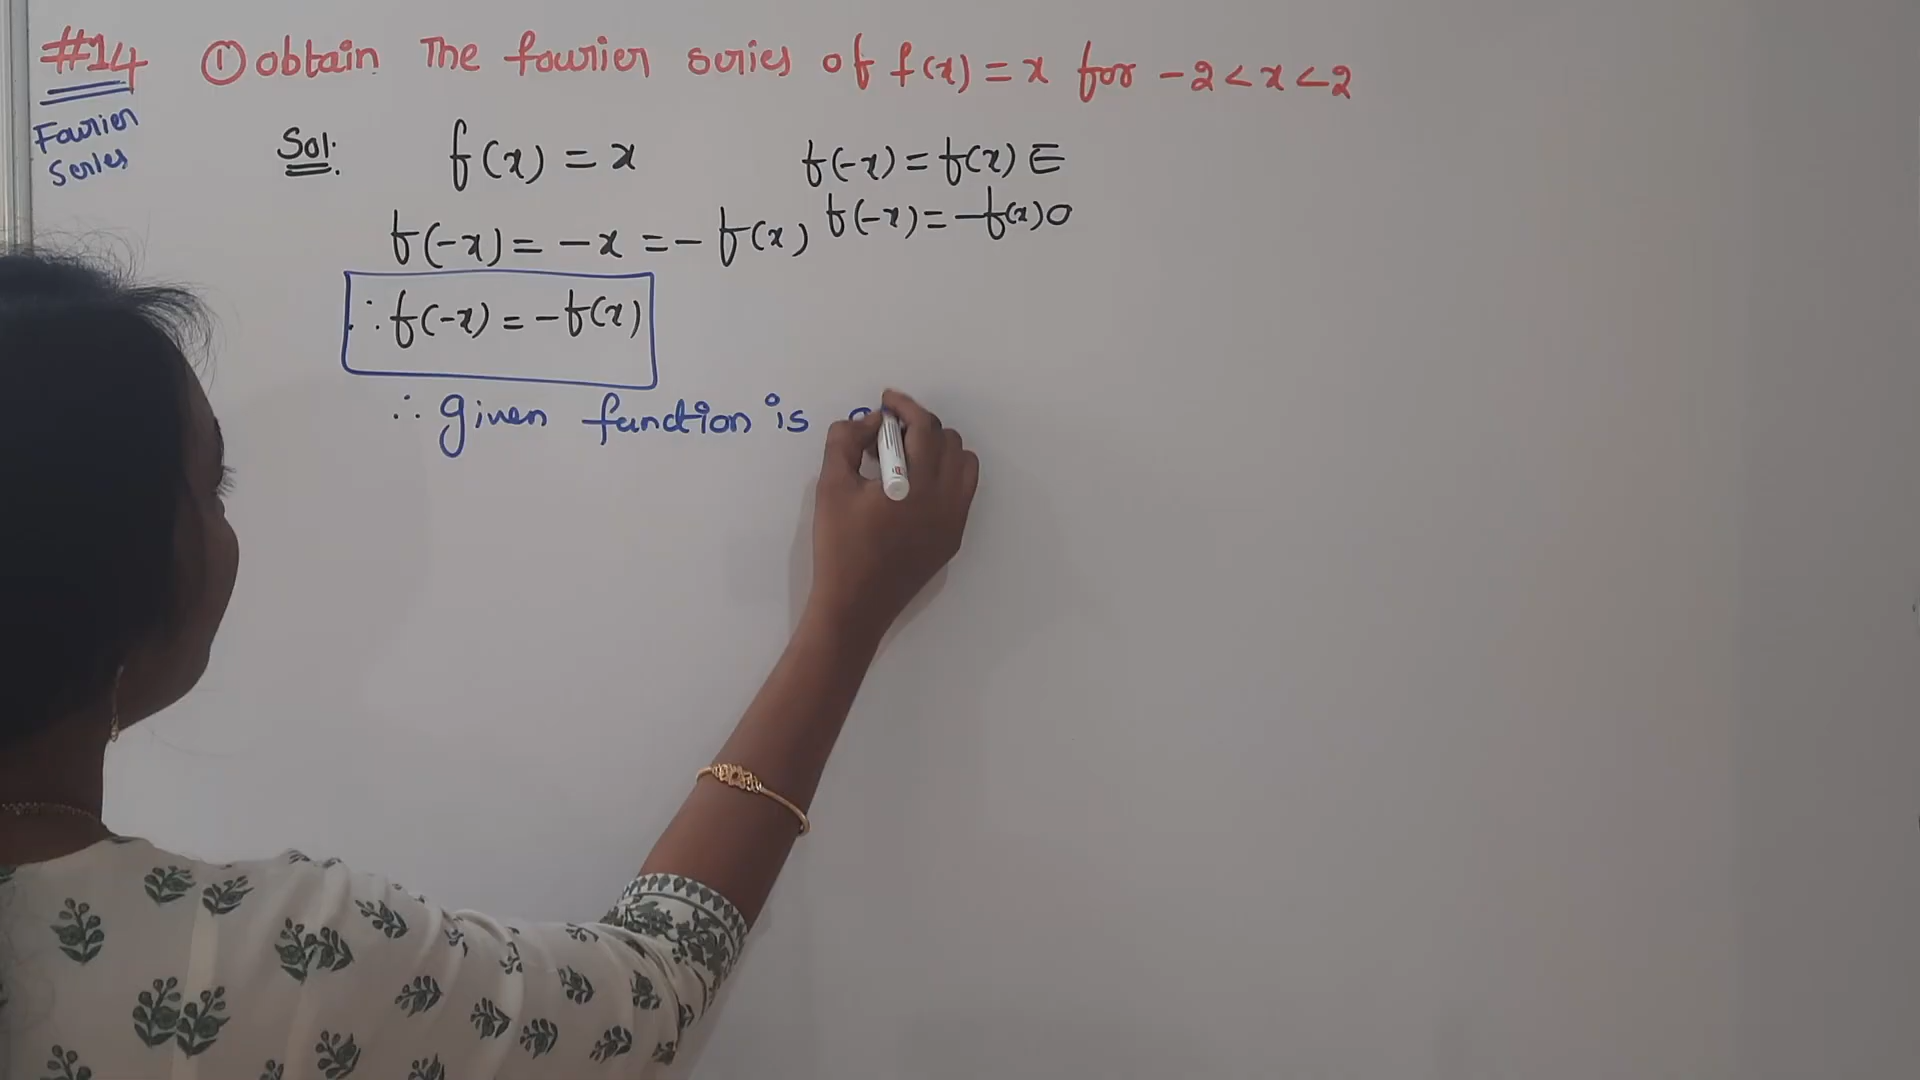 #14 ① obtain The fourier series of f(x) = x for -2 < x < 2
Fourier
Series
Sol:
f(x) = x
f(-x) = f(x) E
f(-x) = -x = - f(x)
f(-x) = -f(x) O
∴ f(-x) = -f(x)
∴ given function is